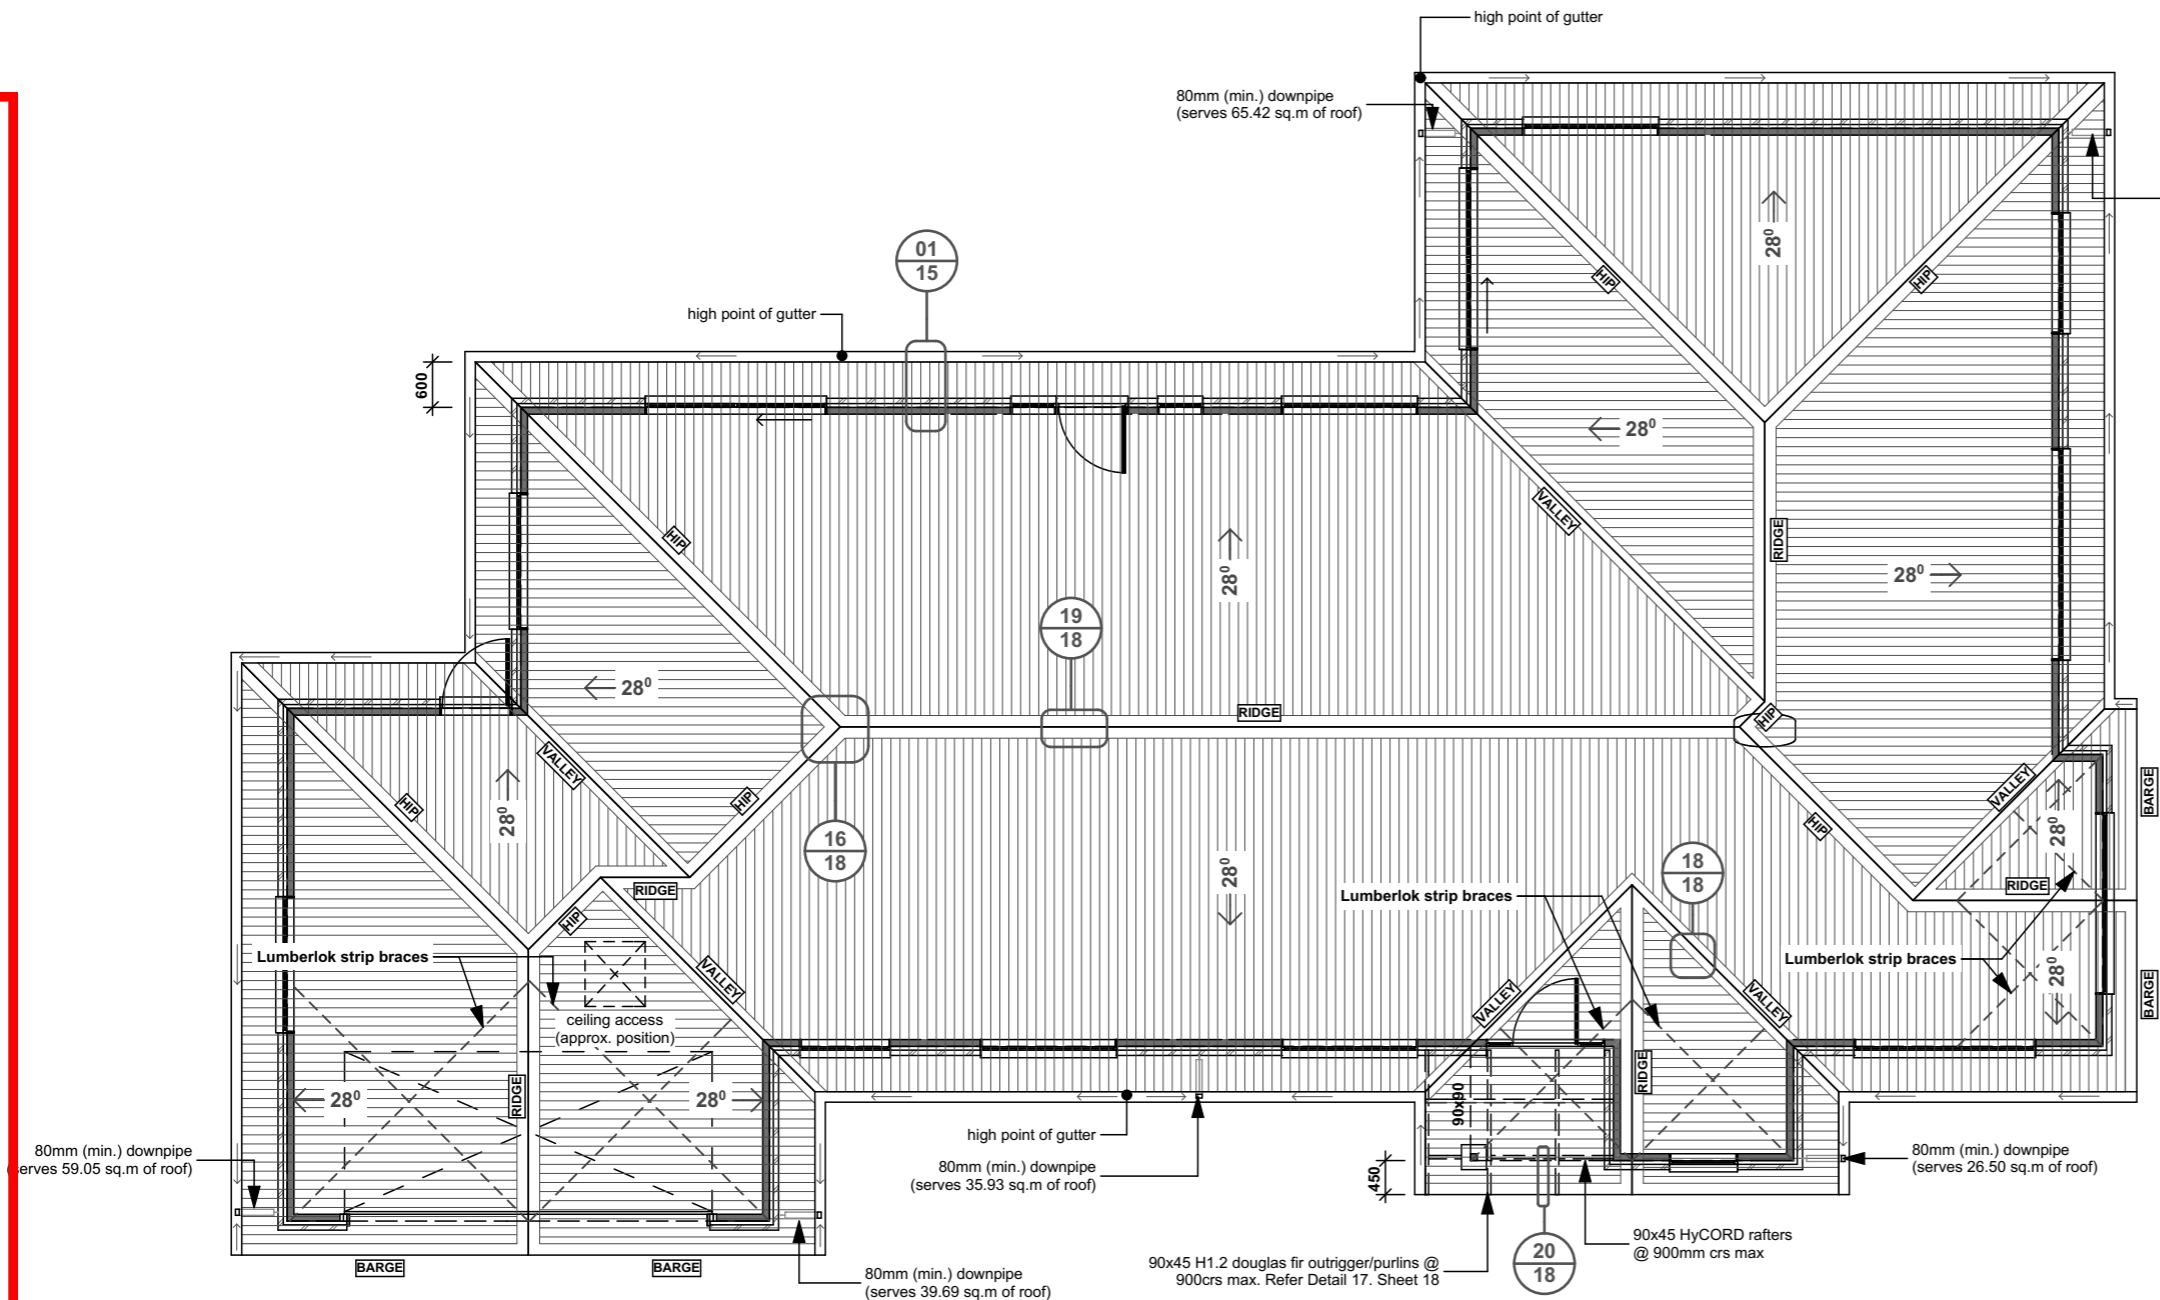 high point of gutter
80mm (min.) downpipe
(serves 65.42 sq.m of roof)
01
15
high point of gutter
600
28⁰
HIP
HIP
28⁰
VALLEY
HIP
28⁰
RIDGE
28⁰
19
18
28⁰
RIDGE
HIP
VALLEY
HIP
28⁰
HIP
16
18
28⁰
HIP
VALLEY
28⁰
BARGE
18
18
RIDGE
RIDGE
HIP
Lumberlok strip braces
Lumberlok strip braces
VALLEY
Lumberlok strip braces
28⁰
BARGE
VALLEY
VALLEY
ceiling access
(approx. position)
RIDGE
28⁰
28⁰
RIDGE
90x90
high point of gutter
80mm (min.) downpipe
(serves 59.05 sq.m of roof)
80mm (min.) downpipe
(serves 35.93 sq.m of roof)
450
80mm (min.) downpipe
(serves 26.50 sq.m of roof)
BARGE
BARGE
80mm (min.) downpipe
(serves 39.69 sq.m of roof)
90x45 H1.2 douglas fir outrigger/purlins @
900crs max. Refer Detail 17. Sheet 18
20
18
90x45 HyCORD rafters
@ 900mm crs max